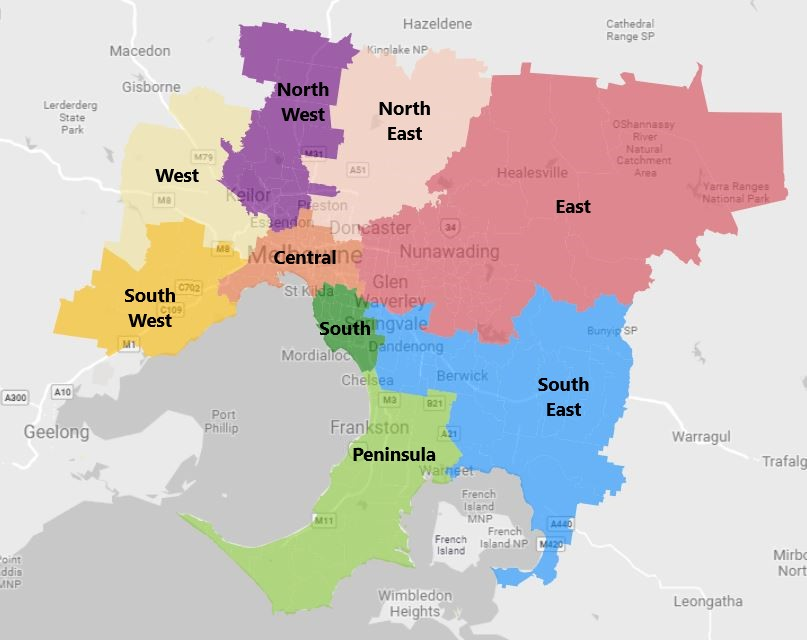 Hazeldene
Cathedral
Range SP
Macedon
Kinglake NP
Gisborne
Lerderderg
State
Park
North
West
North
East
OShannassy
River
Natural
Catchment
Area
M79
M31
A51
West
Healesville
Keilor
M8
Preston
Yarra Ranges
National Park
East
Essendon
Doncaster
34
M8
Melbourne
Central
Nunawading
Glen
Waverley
C702
St Kilda
South
West
C109
South
Springvale
Bunyip SP
M1
Mordialloc
Dandenong
Chelsea
Berwick
South
East
A300
A10
M3
B21
Geelong
Port
Phillip
Frankston
A21
Warragul
Peninsula
Warneet
Trafalg
French
Island
MNP
M11
A440
French
Island
French
Island NP
M420
Point
Addis
MNP
Mirbo
Nort
Wimbledon
Heights
Leongatha